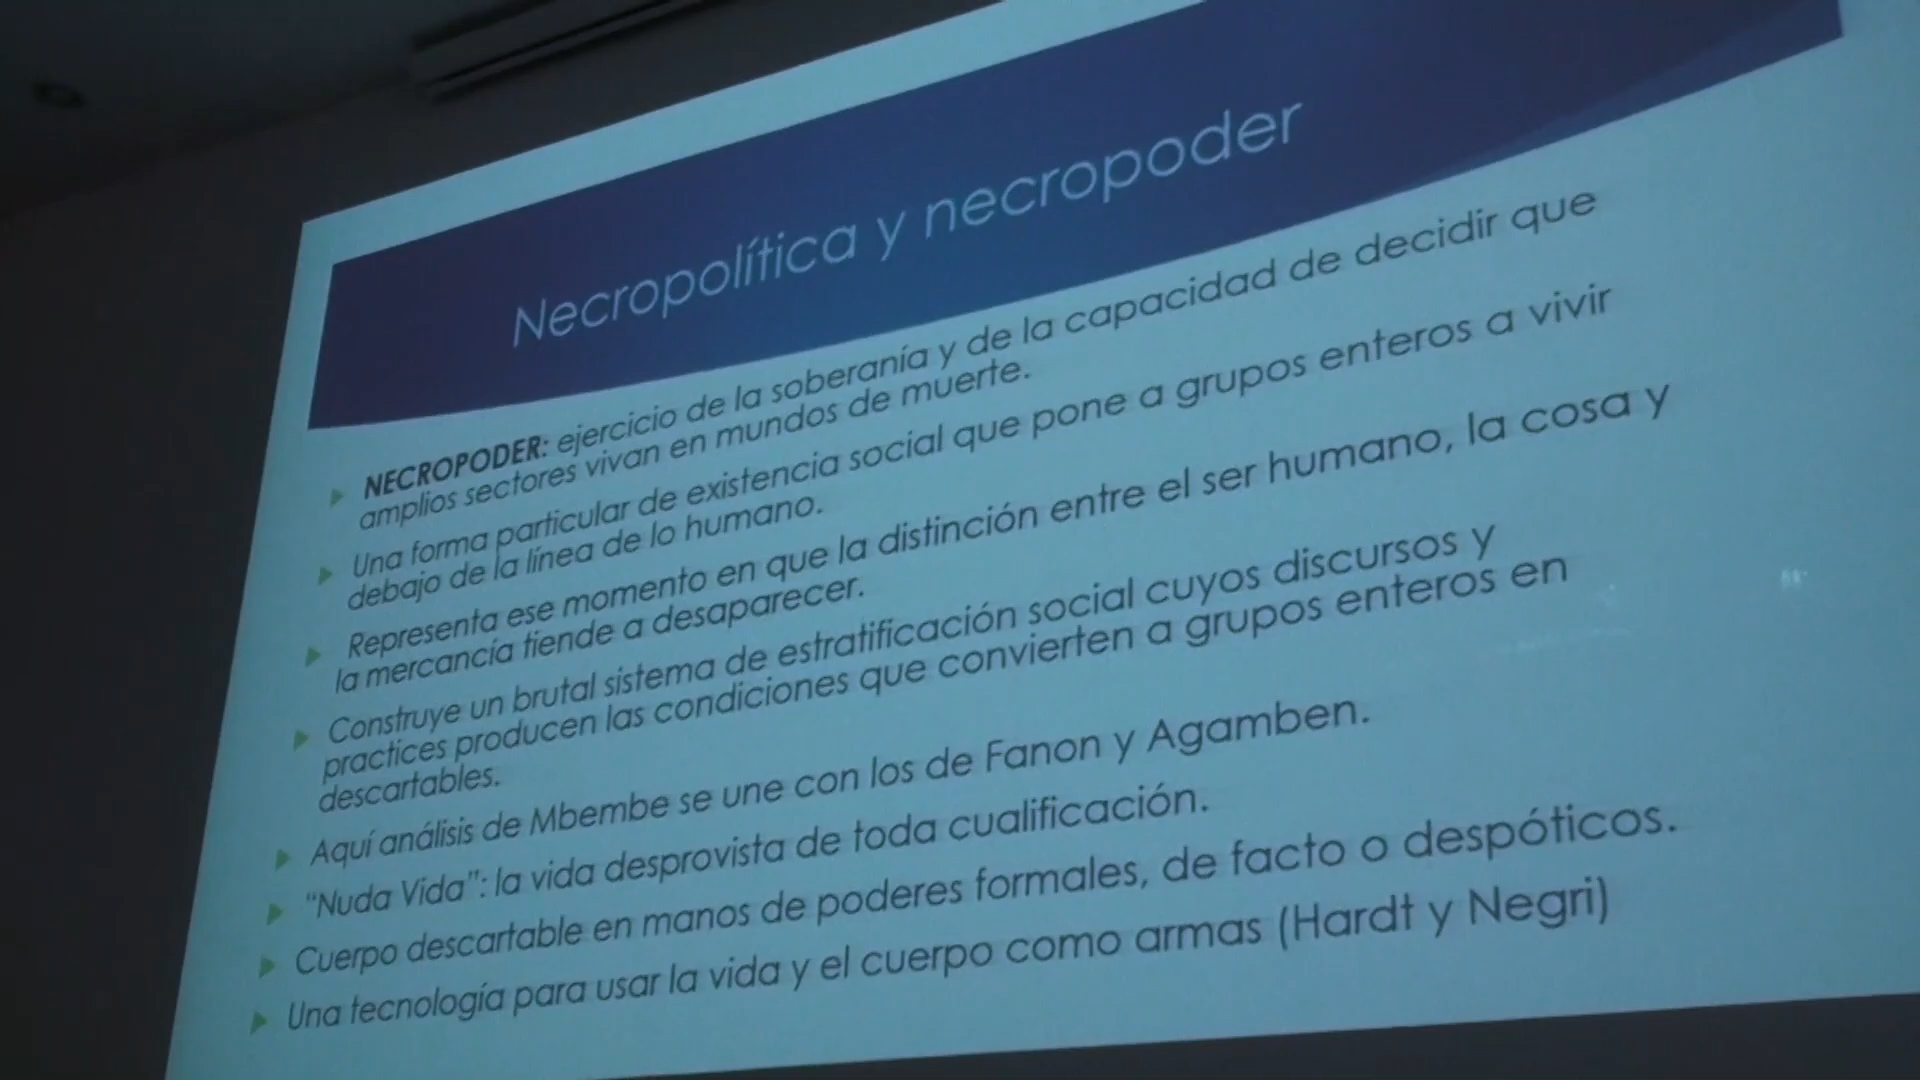 Necropolítica y necropoder
NECROPODER: ejercicio de la soberanía y de la capacidad de decidir que
amplios sectores vivan en mundos de muerte.
Una forma particular de existencia social que pone a grupos enteros a vivir
debajo de la línea de lo humano.
Representa ese momento en que la distinción entre el ser humano, la cosa y
la mercancía tiende a desaparecer.
Construye un brutal sistema de estratificación social cuyos discursos y
practices producen las condiciones que convierten a grupos enteros en
descartables.
Aquí análisis de Mbembe se une con los de Fanon y Agamben.
"Nuda Vida": la vida desprovista de toda cualificación.
Cuerpo descartable en manos de poderes formales, de facto o despóticos.
Una tecnología para usar la vida y el cuerpo como armas (Hardt y Negri)